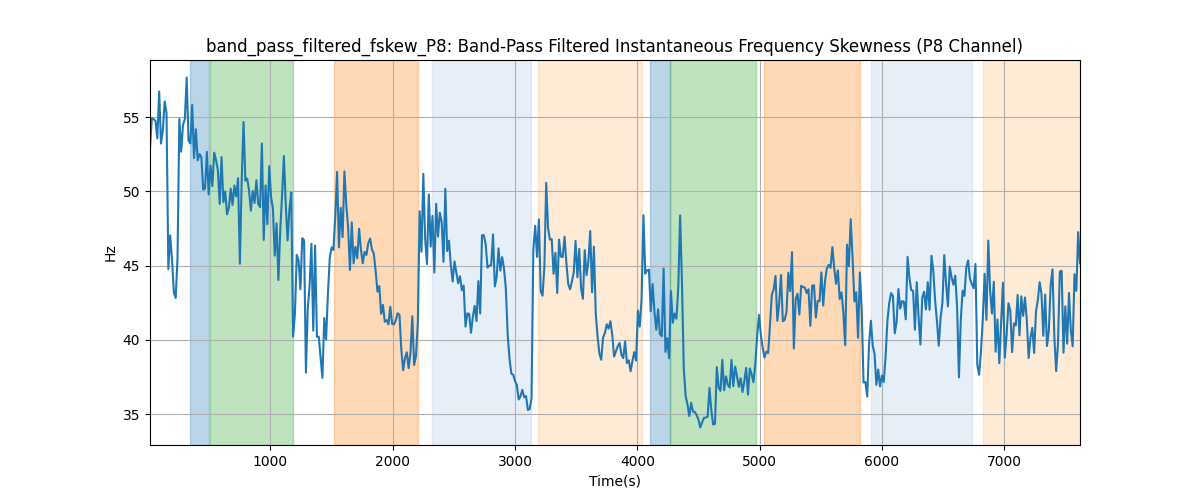 band_pass_filtered_fskew_P8: Band-Pass Filtered Instantaneous Frequency Skewness (P8 Channel)
55
50
45
40
35
Hz
1000 2000 3000 4000 5000 6000 7000
Time(s)